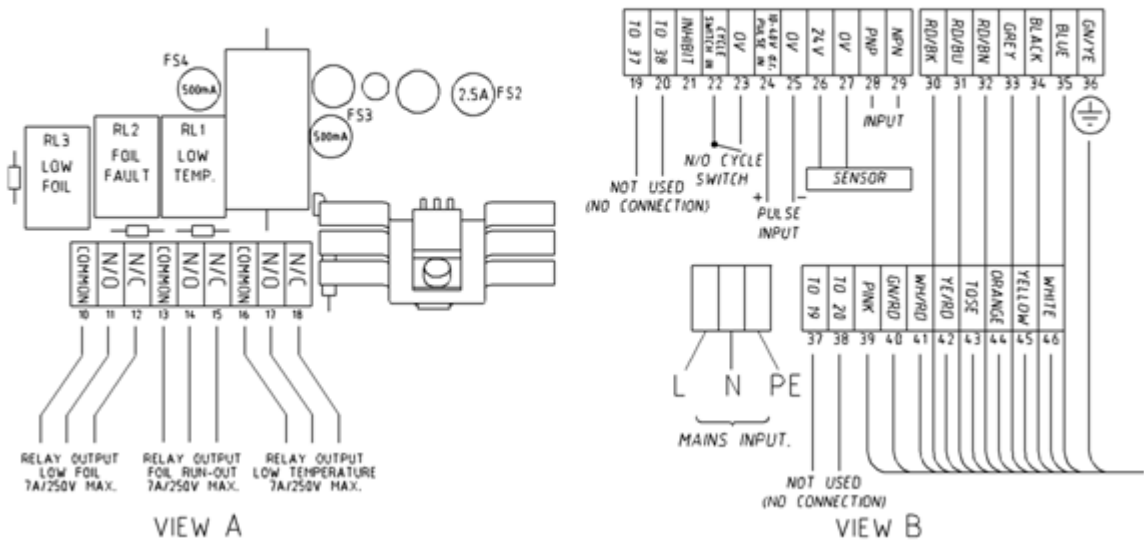 FS4
500mA
FS3
500mA
2.5A
FS2
RL3
LOW
FOIL
RL2
FOIL
FAULT
RL1
LOW
TEMP.
COMMON
N/O
N/C
COMMON
N/O
N/C
COMMON
N/O
N/C
10 11 12 13 14 15 16 17 18
RELAY OUTPUT
LOW FOIL
7A/250V MAX.
RELAY OUTPUT
FOIL RUN-OUT
7A/250V MAX.
RELAY OUTPUT
LOW TEMPERATURE
7A/250V MAX.
VIEW A
TO 37
TO 38
INHIBIT
CYCLE
SWITCH IN
0V
10-40V D.C.
PULSE IN
0V
24V
0V
PNP
NPN
RD/BK
RD/BU
RD/BN
GREY
BLACK
BLUE
GN/YE
19 20 21 22 23 24 25 26 27 28 29 30 31 32 33 34 35 36
INPUT
N/O CYCLE
SWITCH
SENSOR
NOT USED
(NO CONNECTION)
+ −
PULSE
INPUT
L N PE
MAINS INPUT.
TO 19
TO 20
PINK
GN/RD
WH/RD
YE/RD
TOSE
ORANGE
YELLOW
WHITE
37 38 39 40 41 42 43 44 45 46
NOT USED
(NO CONNECTION)
VIEW B